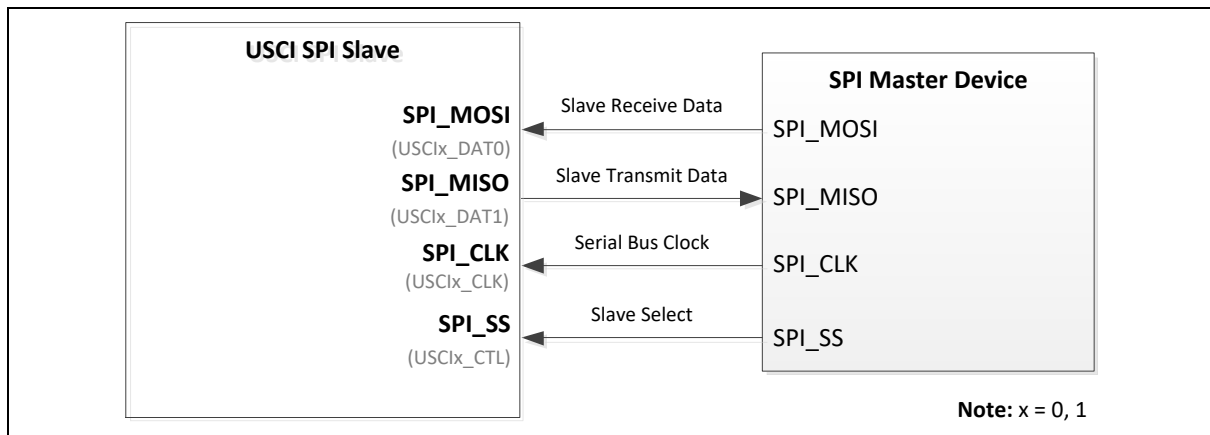 USCI SPI Slave
SPI Master Device
SPI_MOSI
(USCIx_DAT0)
Slave Receive Data
SPI_MOSI
SPI_MISO
(USCIx_DAT1)
Slave Transmit Data
SPI_MISO
SPI_CLK
(USCIx_CLK)
Serial Bus Clock
SPI_CLK
SPI_SS
(USCIx_CTL)
Slave Select
SPI_SS
Note: x = 0, 1